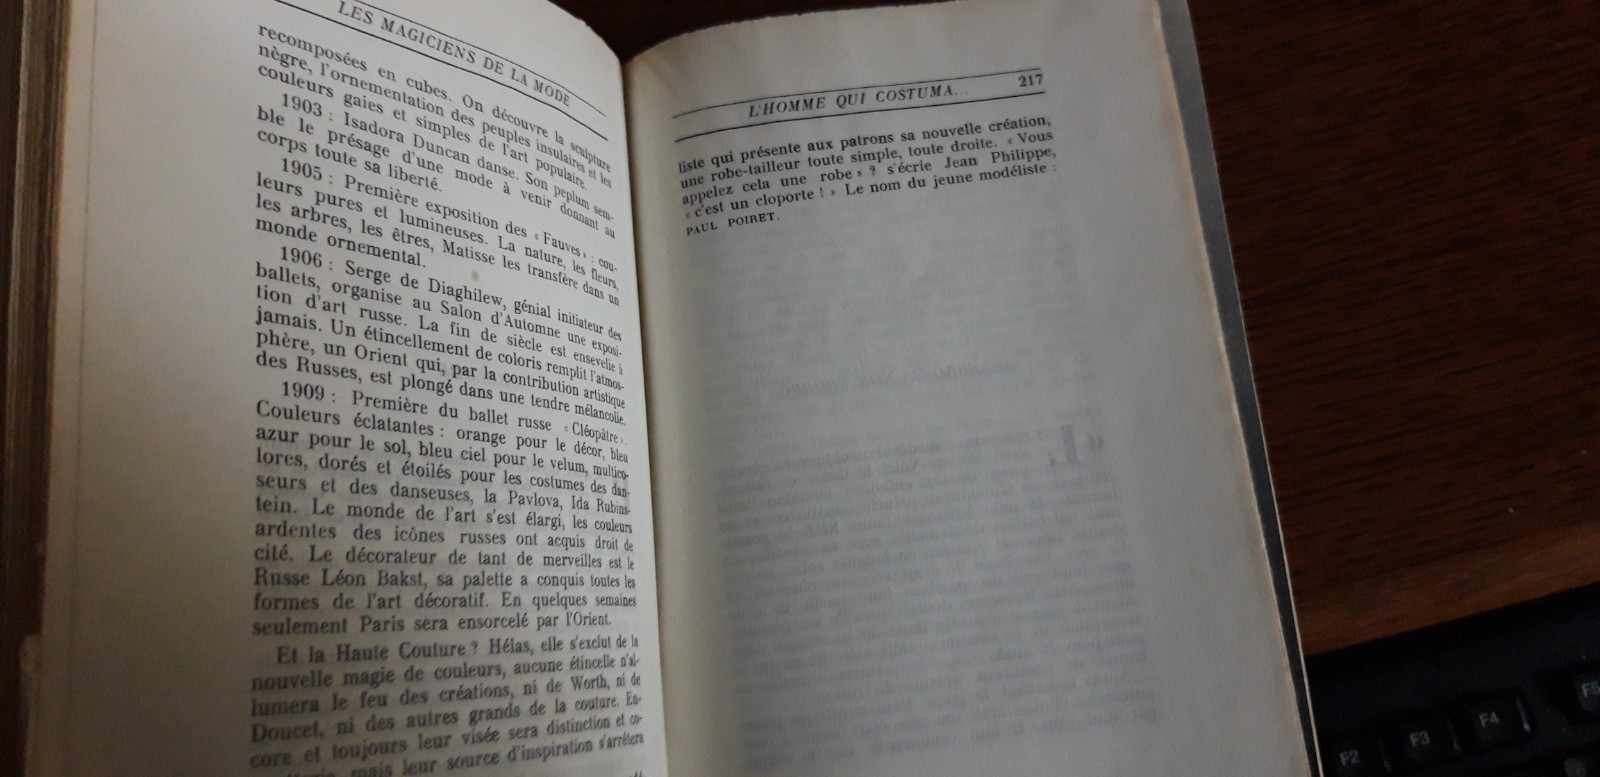 LES MAGICIENS DE LA MODE
recomposées en cubes. On découvre la sculpture
nègre, l'ornementation des peuples insulaires et les
couleurs gaies et simples de l'art populaire.
1903 : Isadora Duncan danse. Son peplum sem-
ble le présage d'une mode à venir donnant au
corps toute sa liberté.
1905 : Première exposition des « Fauves » : cou-
leurs pures et lumineuses. La nature, les fleurs,
les arbres, les êtres, Matisse les transfère dans un
monde ornemental.
1906 : Serge de Diaghilew, génial initiateur des
ballets, organise au Salon d'Automne une exposi-
tion d'art russe. La fin de siècle est ensevelie à
jamais. Un étincellement de coloris remplit l'atmos-
phère, un Orient qui, par la contribution artistique
des Russes, est plongé dans une tendre mélancolie.
1909 : Première du ballet russe « Cléopâtre ».
Couleurs éclatantes : orange pour le décor, bleu
azur pour le sol, bleu ciel pour le velum, multico-
lores, dorés et étoilés pour les costumes des dan-
seurs et des danseuses, la Pavlova, Ida Rubins-
tein. Le monde de l'art s'est élargi, les couleurs
ardentes des icónes russes ont acquis droit de
cité. Le décorateur de tant de merveilles est le
Russe Léon Bakst, sa palette a conquis toutes les
formes de l'art décoratif. En quelques semaines
seulement Paris sera ensorcelé par l'Orient.
Et la Haute Couture ? Hélas, elle s'exclut de la
nouvelle magie de couleurs, aucune étincelle n'al-
lumera le feu des créations, ni de Worth, ni de
Doucet, ni des autres grands de la couture. En-
core et toujours leur visée sera distinction et co-
mais leur source d'inspiration s'arrêtera
L'HOMME QUI COSTUMA... 217
liste qui présente aux patrons sa nouvelle création,
une robe-tailleur toute simple, toute droite. « Vous
appelez cela une robe » ? s'écrie Jean Philippe,
« c'est un cloporte ! » Le nom du jeune modéliste :
PAUL POIRET.
F2
F3
F4
F5